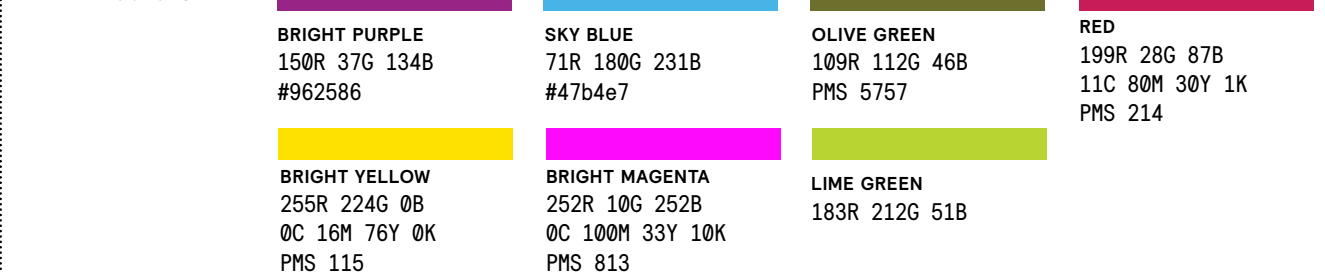 BRIGHT PURPLE
150R 37G 134B
#962586
SKY BLUE
71R 180G 231B
#47b4e7
OLIVE GREEN
109R 112G 46B
PMS 5757
RED
199R 28G 87B
11C 80M 30Y 1K
PMS 214
BRIGHT YELLOW
255R 224G 0B
0C 16M 76Y 0K
PMS 115
BRIGHT MAGENTA
252R 10G 252B
0C 100M 33Y 10K
PMS 813
LIME GREEN
183R 212G 51B